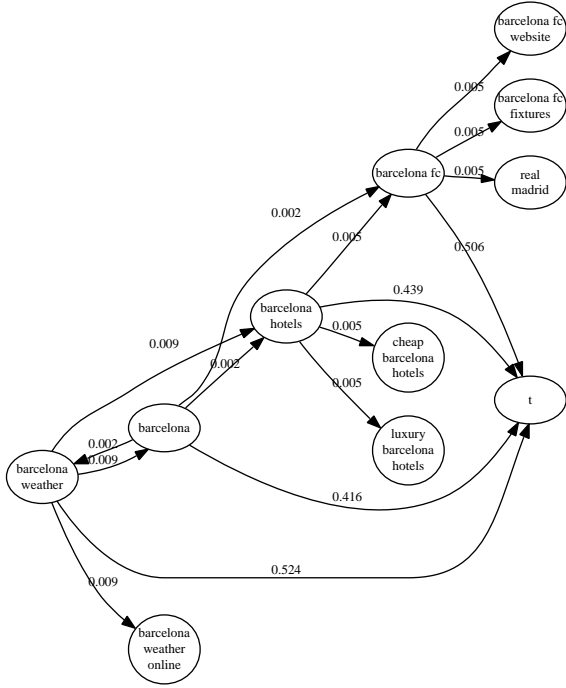 barcelona fc
website
0.005
barcelona fc
fixtures
0.005
barcelona fc
0.005
real
madrid
0.002
0.005
0.506
0.439
barcelona
hotels
0.009
0.005
cheap
barcelona
hotels
0.002
0.005
t
barcelona
0.002
luxury
barcelona
hotels
0.009
barcelona
weather
0.416
0.524
0.009
barcelona
weather
online